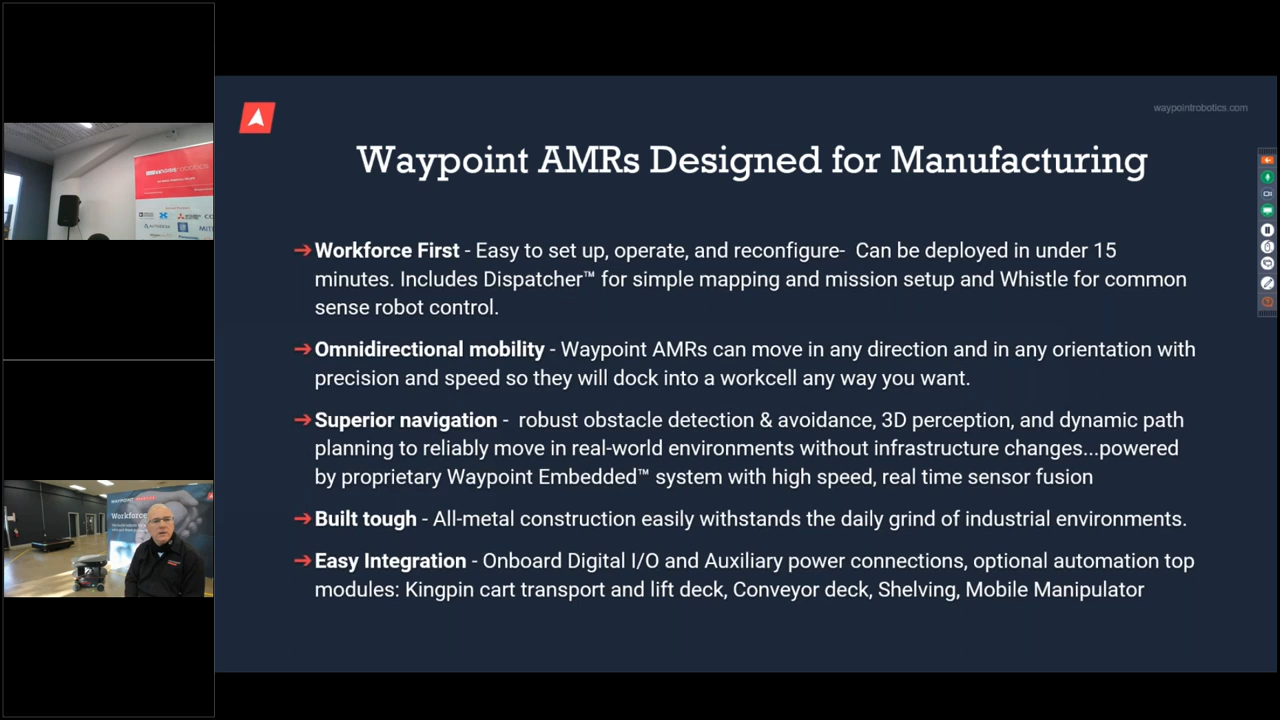 waypointrobotics.com
Waypoint AMRs Designed for Manufacturing
➔Workforce First - Easy to set up, operate, and reconfigure-  Can be deployed in under 15
minutes. Includes Dispatcher™ for simple mapping and mission setup and Whistle for common
sense robot control.
➔Omnidirectional mobility - Waypoint AMRs can move in any direction and in any orientation with
precision and speed so they will dock into a workcell any way you want.
➔Superior navigation -  robust obstacle detection & avoidance, 3D perception, and dynamic path
planning to reliably move in real-world environments without infrastructure changes...powered
by proprietary Waypoint Embedded™ system with high speed, real time sensor fusion
➔Built tough - All-metal construction easily withstands the daily grind of industrial environments.
➔Easy Integration - Onboard Digital I/O and Auxiliary power connections, optional automation top
modules: Kingpin cart transport and lift deck, Conveyor deck, Shelving, Mobile Manipulator
AUTODESK
WAYPOINT
Workforce